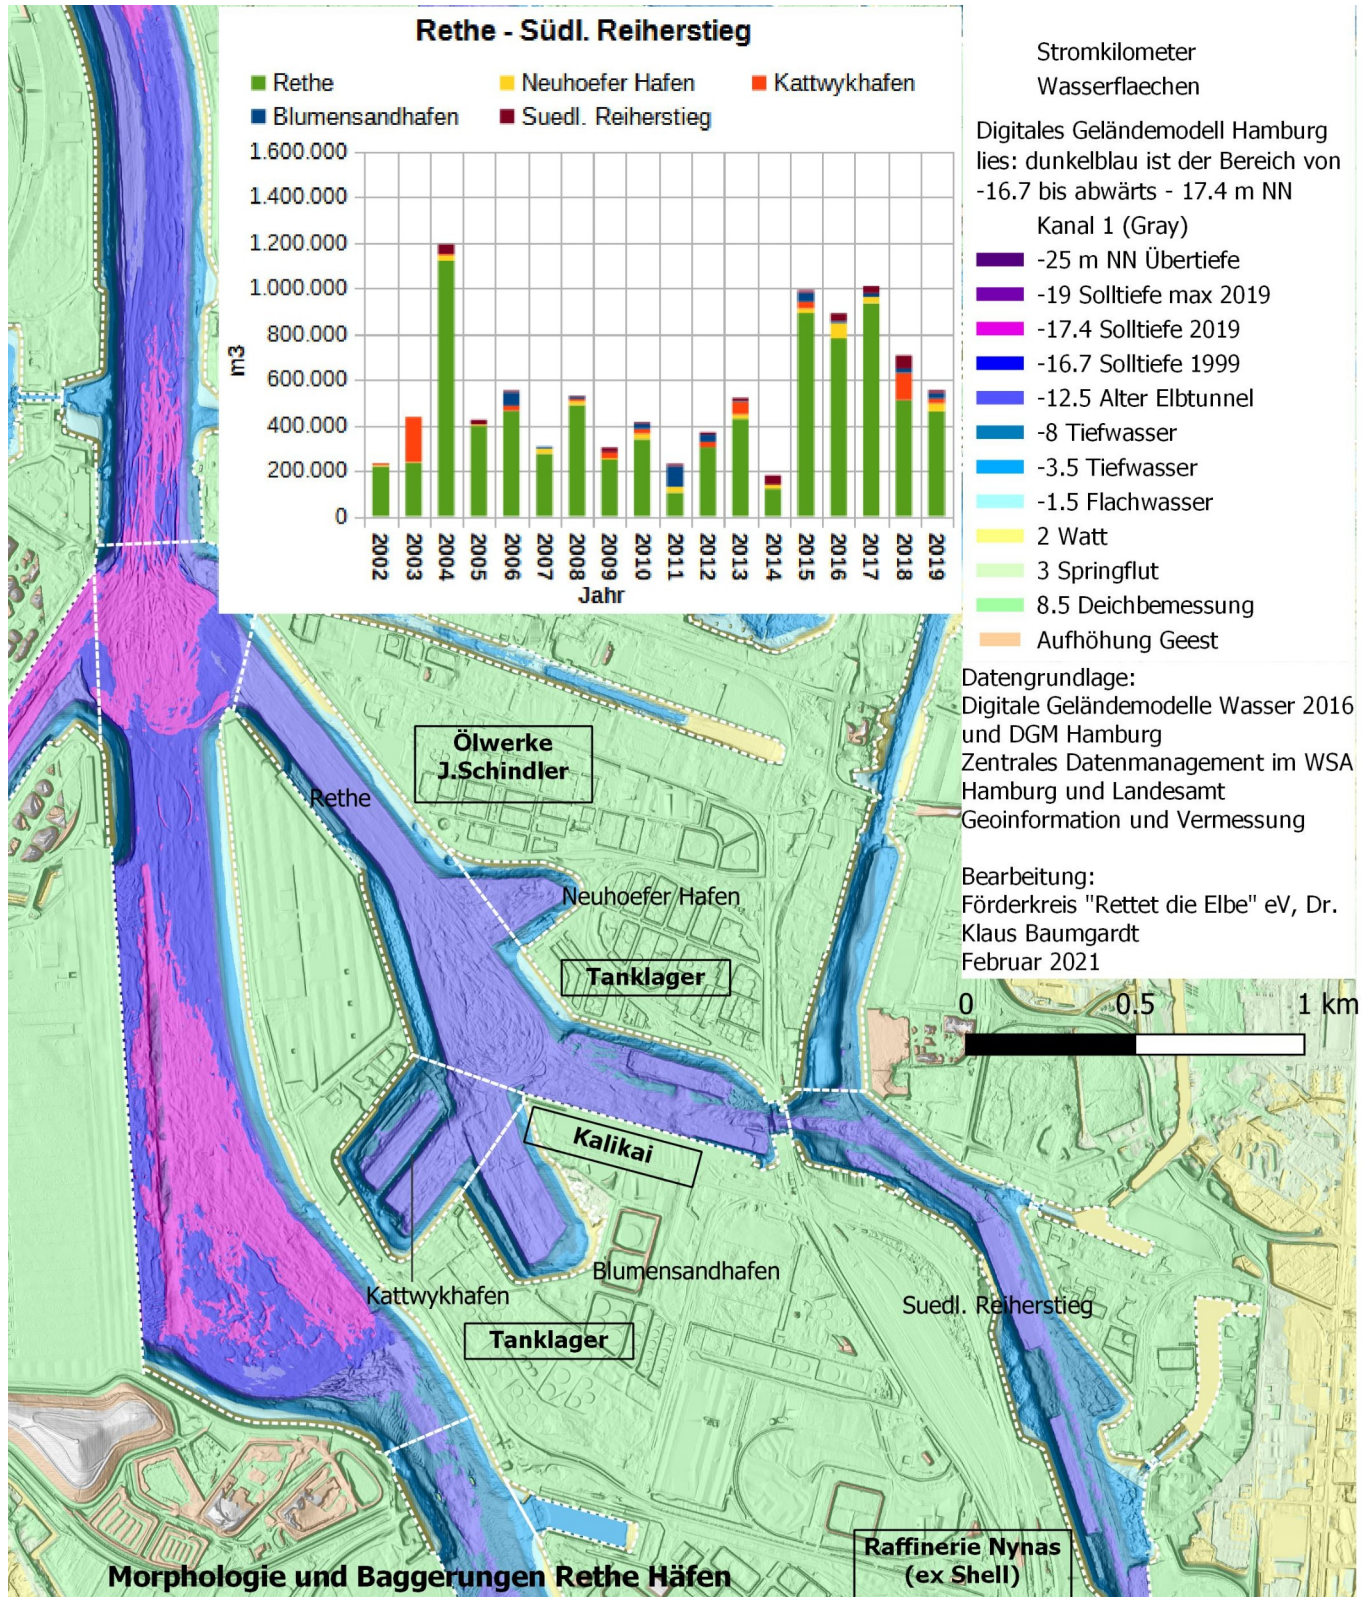 Rethe - Südl. Reiherstieg
Rethe
Neuhoefer Hafen
Kattwykhafen
Blumensandhafen
Suedl. Reiherstieg
1.600.000
1.400.000
1.200.000
1.000.000
800.000
600.000
400.000
200.000
0
m3
2002
2003
2004
2005
2006
2007
2008
2009
2010
2011
2012
2013
2014
2015
2016
2017
2018
2019
Jahr
Stromkilometer
Wasserflaechen
Digitales Geländemodell Hamburg
lies: dunkelblau ist der Bereich von
-16.7 bis abwärts - 17.4 m NN
Kanal 1 (Gray)
-25 m NN Übertiefe
-19 Solltiefe max 2019
-17.4 Solltiefe 2019
-16.7 Solltiefe 1999
-12.5 Alter Elbtunnel
-8 Tiefwasser
-3.5 Tiefwasser
-1.5 Flachwasser
2 Watt
3 Springflut
8.5 Deichbemessung
Aufhöhung Geest
Datengrundlage:
Digitale Geländemodelle Wasser 2016
und DGM Hamburg
Zentrales Datenmanagement im WSA
Hamburg und Landesamt
Geoinformation und Vermessung
Bearbeitung:
Förderkreis "Rettet die Elbe" eV, Dr.
Klaus Baumgardt
Februar 2021
0 0.5 1 km
Ölwerke
J.Schindler
Rethe
Neuhoefer Hafen
Tanklager
Kalikai
Blumensandhafen
Kattwykhafen
Suedl. Reiherstieg
Tanklager
Raffinerie Nynas
(ex Shell)
Morphologie und Baggerungen Rethe Häfen